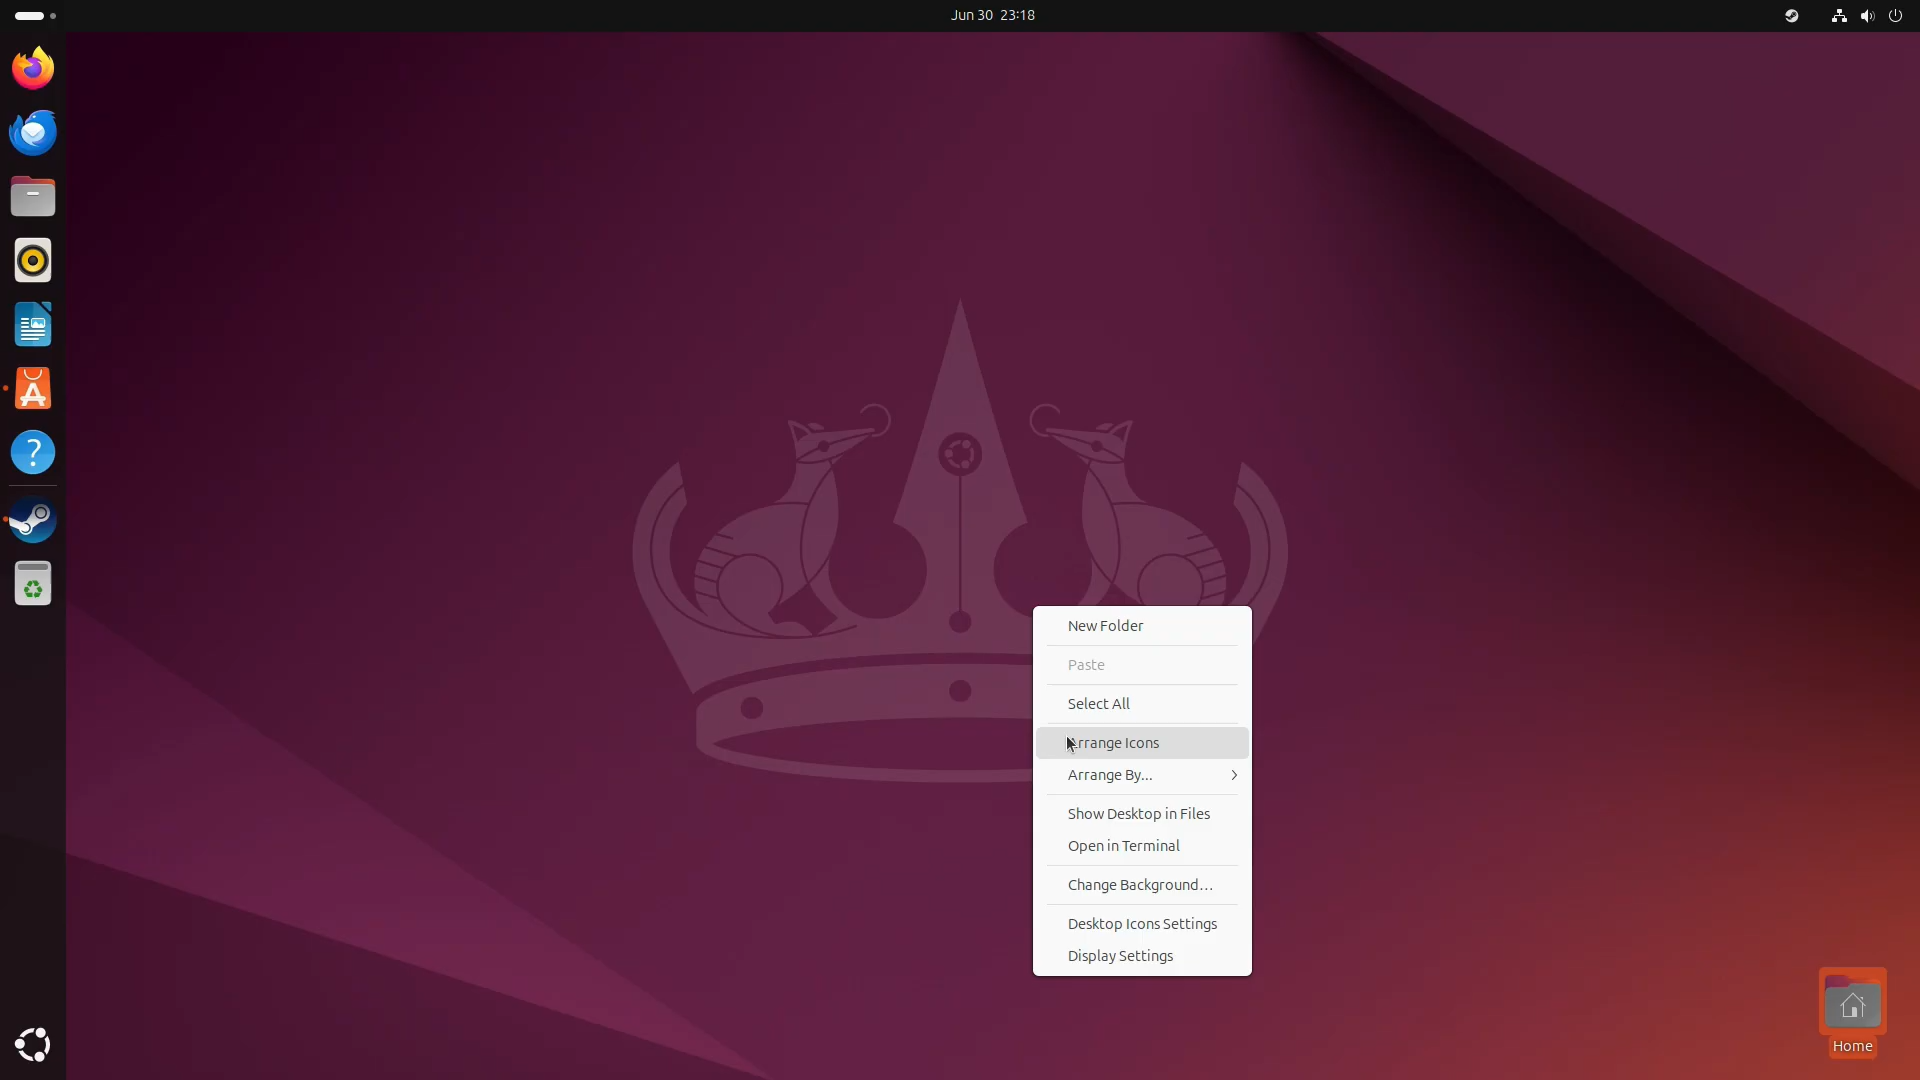 Jun 30 23:18
New Folder
Paste
Select All
Arrange Icons
Arrange By...
Show Desktop in Files
Open in Terminal
Change Background…
Desktop Icons Settings
Display Settings
Home